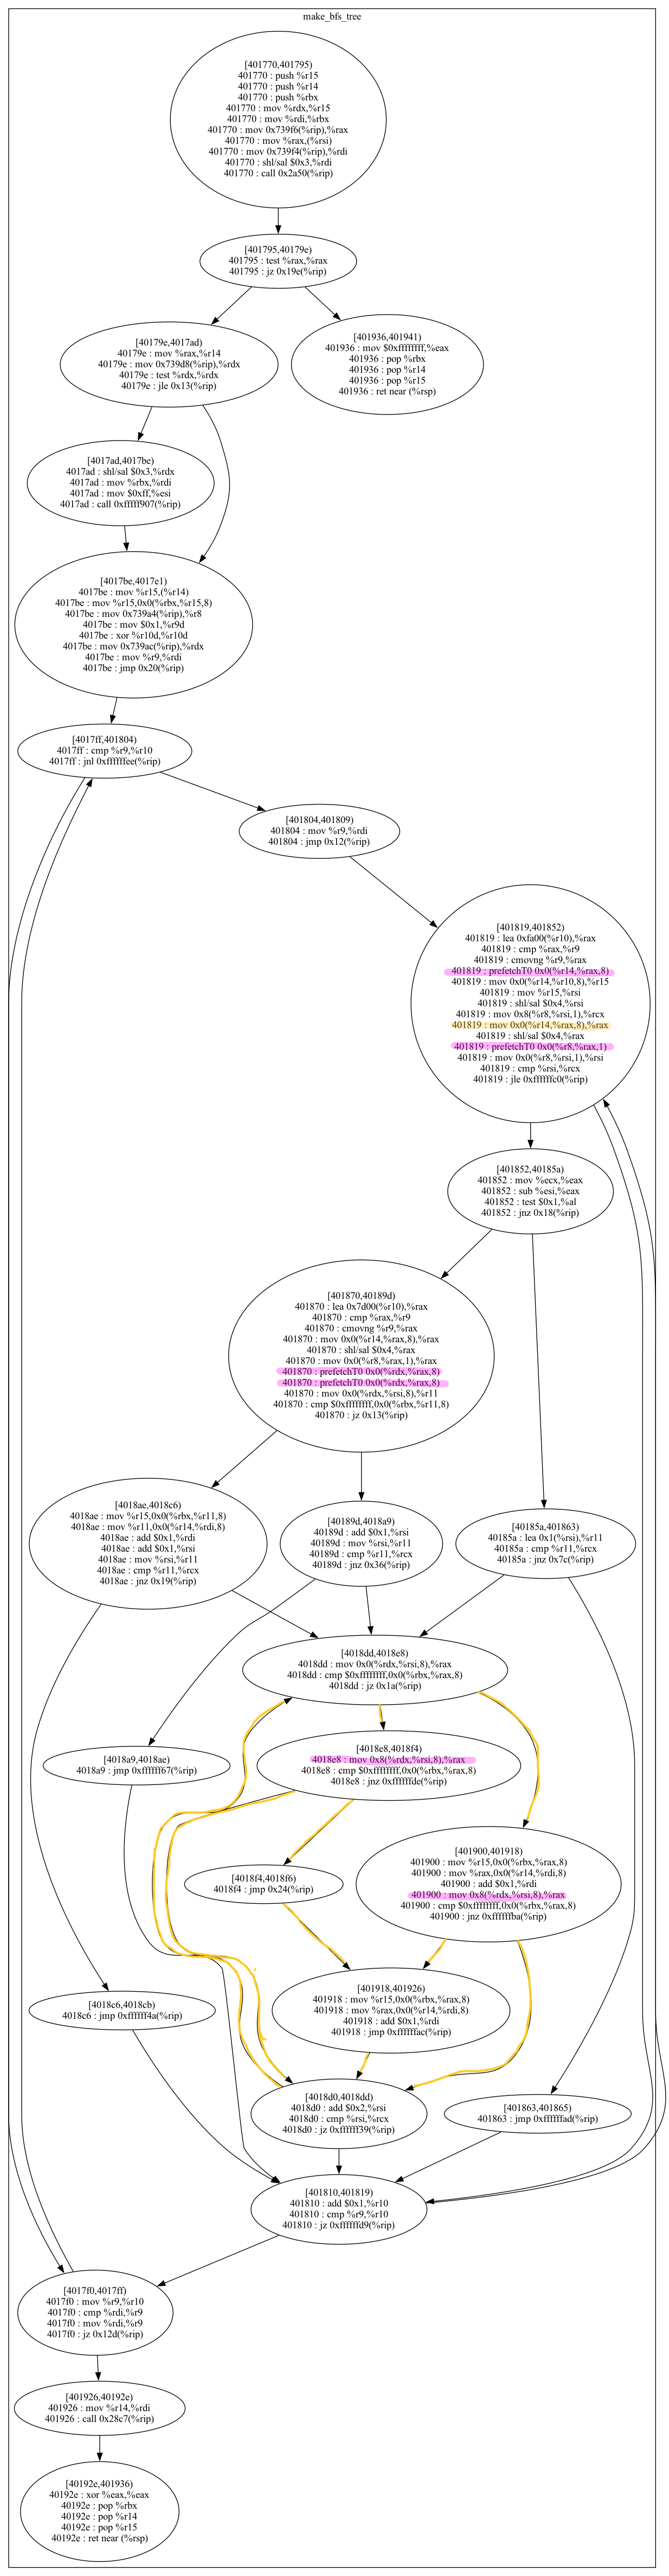 make_bfs_tree
[401770,401795)
401770 : push %r15
401770 : push %r14
401770 : push %rbx
401770 : mov %rdx,%r15
401770 : mov %rdi,%rbx
401770 : mov 0x739f6(%rip),%rax
401770 : mov %rax,(%rsi)
401770 : mov 0x739f4(%rip),%rdi
401770 : shl/sal $0x3,%rdi
401770 : call 0x2a50(%rip)
[401795,40179e)
401795 : test %rax,%rax
401795 : jz 0x19e(%rip)
[40179e,4017ad)
40179e : mov %rax,%r14
40179e : mov 0x739d8(%rip),%rdx
40179e : test %rdx,%rdx
40179e : jle 0x13(%rip)
[401936,401941)
401936 : mov $0xffffffff,%eax
401936 : pop %rbx
401936 : pop %r14
401936 : pop %r15
401936 : ret near (%rsp)
[4017ad,4017be)
4017ad : shl/sal $0x3,%rdx
4017ad : mov %rbx,%rdi
4017ad : mov $0xff,%esi
4017ad : call 0xfffff907(%rip)
[4017be,4017e1)
4017be : mov %r15,(%r14)
4017be : mov %r15,0x0(%rbx,%r15,8)
4017be : mov 0x739a4(%rip),%r8
4017be : mov $0x1,%r9d
4017be : xor %r10d,%r10d
4017be : mov 0x739ac(%rip),%rdx
4017be : mov %r9,%rdi
4017be : jmp 0x20(%rip)
[4017ff,401804)
4017ff : cmp %r9,%r10
4017ff : jnl 0xffffffee(%rip)
[401804,401809)
401804 : mov %r9,%rdi
401804 : jmp 0x12(%rip)
[401819,401852)
401819 : lea 0xfa00(%r10),%rax
401819 : cmp %rax,%r9
401819 : cmovng %r9,%rax
401819 : prefetchT0 0x0(%r14,%rax,8)
401819 : mov 0x0(%r14,%r10,8),%r15
401819 : mov %r15,%rsi
401819 : shl/sal $0x4,%rsi
401819 : mov 0x8(%r8,%rsi,1),%rcx
401819 : mov 0x0(%r14,%rax,8),%rax
401819 : shl/sal $0x4,%rax
401819 : prefetchT0 0x0(%r8,%rax,1)
401819 : mov 0x0(%r8,%rsi,1),%rsi
401819 : cmp %rsi,%rcx
401819 : jle 0xffffffc0(%rip)
[401852,40185a)
401852 : mov %ecx,%eax
401852 : sub %esi,%eax
401852 : test $0x1,%al
401852 : jnz 0x18(%rip)
[401870,40189d)
401870 : lea 0x7d00(%r10),%rax
401870 : cmp %rax,%r9
401870 : cmovng %r9,%rax
401870 : mov 0x0(%r14,%rax,8),%rax
401870 : shl/sal $0x4,%rax
401870 : mov 0x0(%r8,%rax,1),%rax
401870 : prefetchT0 0x0(%rdx,%rax,8)
401870 : prefetchT0 0x0(%rdx,%rax,8)
401870 : mov 0x0(%rdx,%rsi,8),%r11
401870 : cmp $0xffffffff,0x0(%rbx,%r11,8)
401870 : jz 0x13(%rip)
[4018ae,4018c6)
4018ae : mov %r15,0x0(%rbx,%r11,8)
4018ae : mov %r11,0x0(%r14,%rdi,8)
4018ae : add $0x1,%rdi
4018ae : add $0x1,%rsi
4018ae : mov %rsi,%r11
4018ae : cmp %r11,%rcx
4018ae : jnz 0x19(%rip)
[40189d,4018a9)
40189d : add $0x1,%rsi
40189d : mov %rsi,%r11
40189d : cmp %r11,%rcx
40189d : jnz 0x36(%rip)
[40185a,401863)
40185a : lea 0x1(%rsi),%r11
40185a : cmp %r11,%rcx
40185a : jnz 0x7c(%rip)
[4018dd,4018e8)
4018dd : mov 0x0(%rdx,%rsi,8),%rax
4018dd : cmp $0xffffffff,0x0(%rbx,%rax,8)
4018dd : jz 0x1a(%rip)
[4018a9,4018ae)
4018a9 : jmp 0xffffff67(%rip)
[4018e8,4018f4)
4018e8 : mov 0x8(%rdx,%rsi,8),%rax
4018e8 : cmp $0xffffffff,0x0(%rbx,%rax,8)
4018e8 : jnz 0xffffffde(%rip)
[4018f4,4018f6)
4018f4 : jmp 0x24(%rip)
[401900,401918)
401900 : mov %r15,0x0(%rbx,%rax,8)
401900 : mov %rax,0x0(%r14,%rdi,8)
401900 : add $0x1,%rdi
401900 : mov 0x8(%rdx,%rsi,8),%rax
401900 : cmp $0xffffffff,0x0(%rbx,%rax,8)
401900 : jnz 0xffffffba(%rip)
[4018c6,4018cb)
4018c6 : jmp 0xffffff4a(%rip)
[401918,401926)
401918 : mov %r15,0x0(%rbx,%rax,8)
401918 : mov %rax,0x0(%r14,%rdi,8)
401918 : add $0x1,%rdi
401918 : jmp 0xffffffac(%rip)
[4018d0,4018dd)
4018d0 : add $0x2,%rsi
4018d0 : cmp %rsi,%rcx
4018d0 : jz 0xffffff39(%rip)
[401863,401865)
401863 : jmp 0xffffffad(%rip)
[401810,401819)
401810 : add $0x1,%r10
401810 : cmp %r9,%r10
401810 : jz 0xffffffd9(%rip)
[4017f0,4017ff)
4017f0 : mov %r9,%r10
4017f0 : cmp %rdi,%r9
4017f0 : mov %rdi,%r9
4017f0 : jz 0x12d(%rip)
[401926,40192e)
401926 : mov %r14,%rdi
401926 : call 0x28c7(%rip)
[40192e,401936)
40192e : xor %eax,%eax
40192e : pop %rbx
40192e : pop %r14
40192e : pop %r15
40192e : ret near (%rsp)